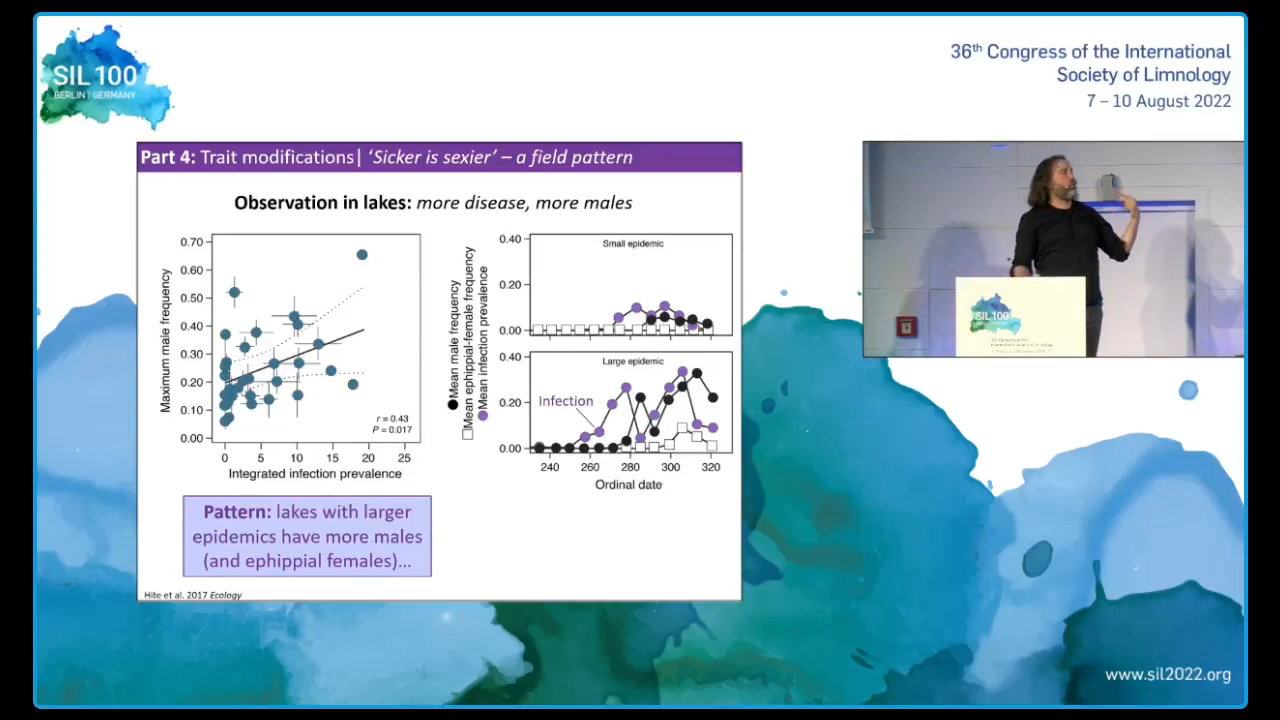 SIL 100
BERLIN | GERMANY
36th Congress of the International
Society of Limnology
7 – 10 August 2022
Part 4: Trait modifications| ‘Sicker is sexier’ – a field pattern
Observation in lakes: more disease, more males
Maximum male frequency
0.70
0.60
0.50
0.40
0.30
0.20
0.10
0.00
0 5 10 15 20 25
Integrated infection prevalence
r = 0.43
P = 0.017
Mean male frequency
Mean ephippial-female frequency
Mean infection prevalence
Small epidemic
0.40
0.20
0.00
Large epidemic
0.40
0.20
0.00
Infection
240 260 280 300 320
Ordinal date
Pattern: lakes with larger
epidemics have more males
(and ephippial females)...
Hite et al. 2017 Ecology
SIL 100
www.sil2022.org